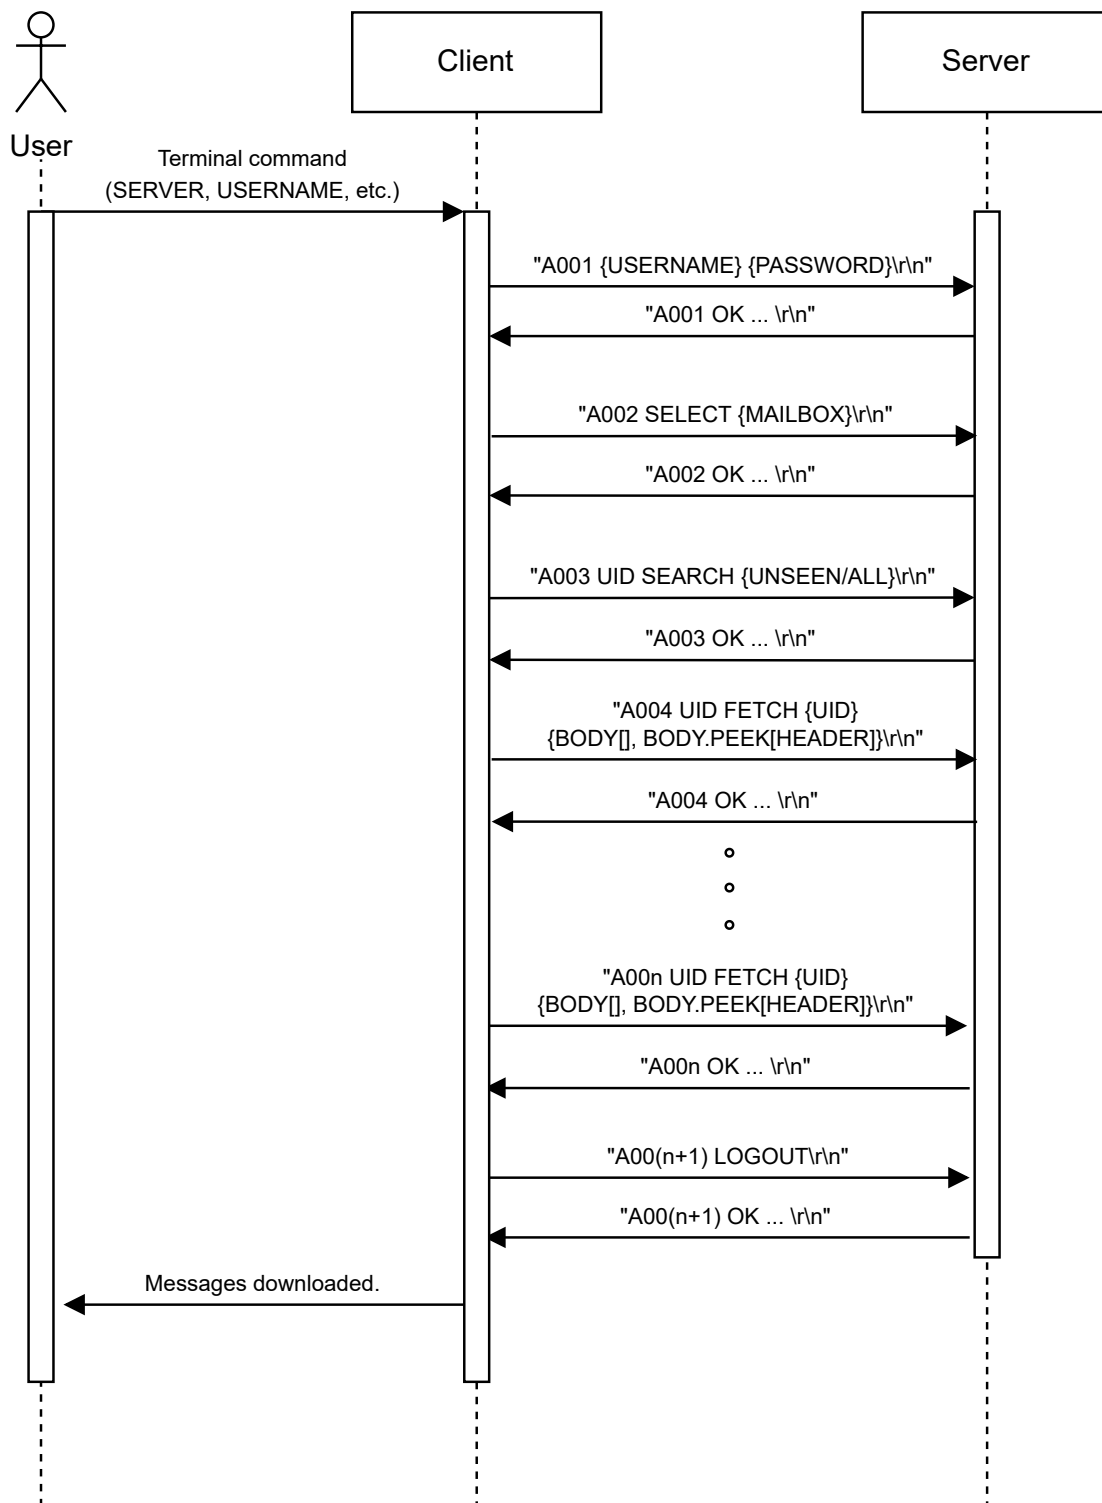 Client
Server
User
Terminal command
(SERVER, USERNAME, etc.)
"A001 {USERNAME} {PASSWORD}\r\n"
"A001 OK ... \r\n"
"A002 SELECT {MAILBOX}\r\n"
"A002 OK ... \r\n"
"A003 UID SEARCH {UNSEEN/ALL}\r\n"
"A003 OK ... \r\n"
"A004 UID FETCH {UID}
{BODY[], BODY.PEEK[HEADER]}\r\n"
"A004 OK ... \r\n"
"A00n UID FETCH {UID}
{BODY[], BODY.PEEK[HEADER]}\r\n"
"A00n OK ... \r\n"
"A00(n+1) LOGOUT\r\n"
"A00(n+1) OK ... \r\n"
Messages downloaded.